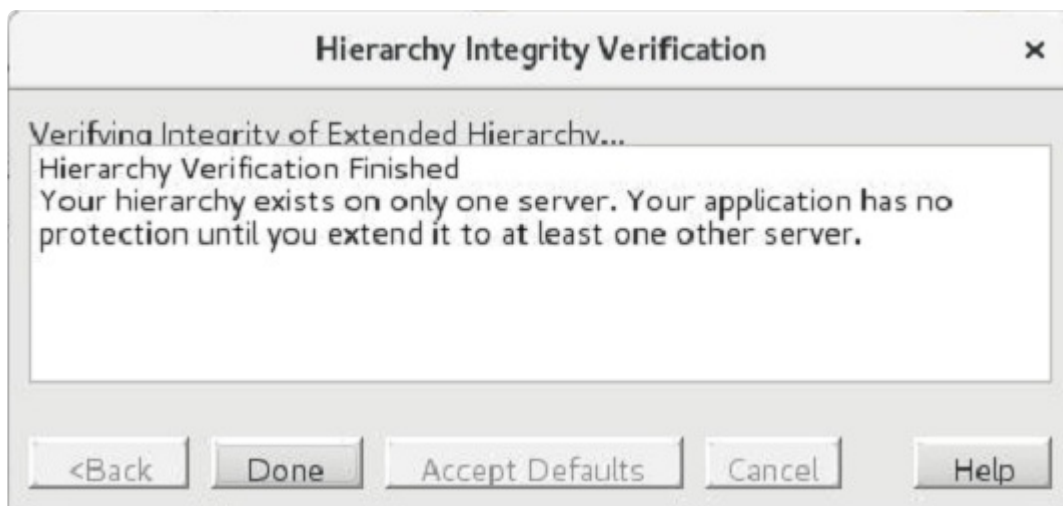 Hierarchy Integrity Verification
×
Verifying Integrity of Extended Hierarchy...
Hierarchy Verification Finished
Your hierarchy exists on only one server. Your application has no
protection until you extend it to at least one other server.
<Back Done Accept Defaults Cancel Help